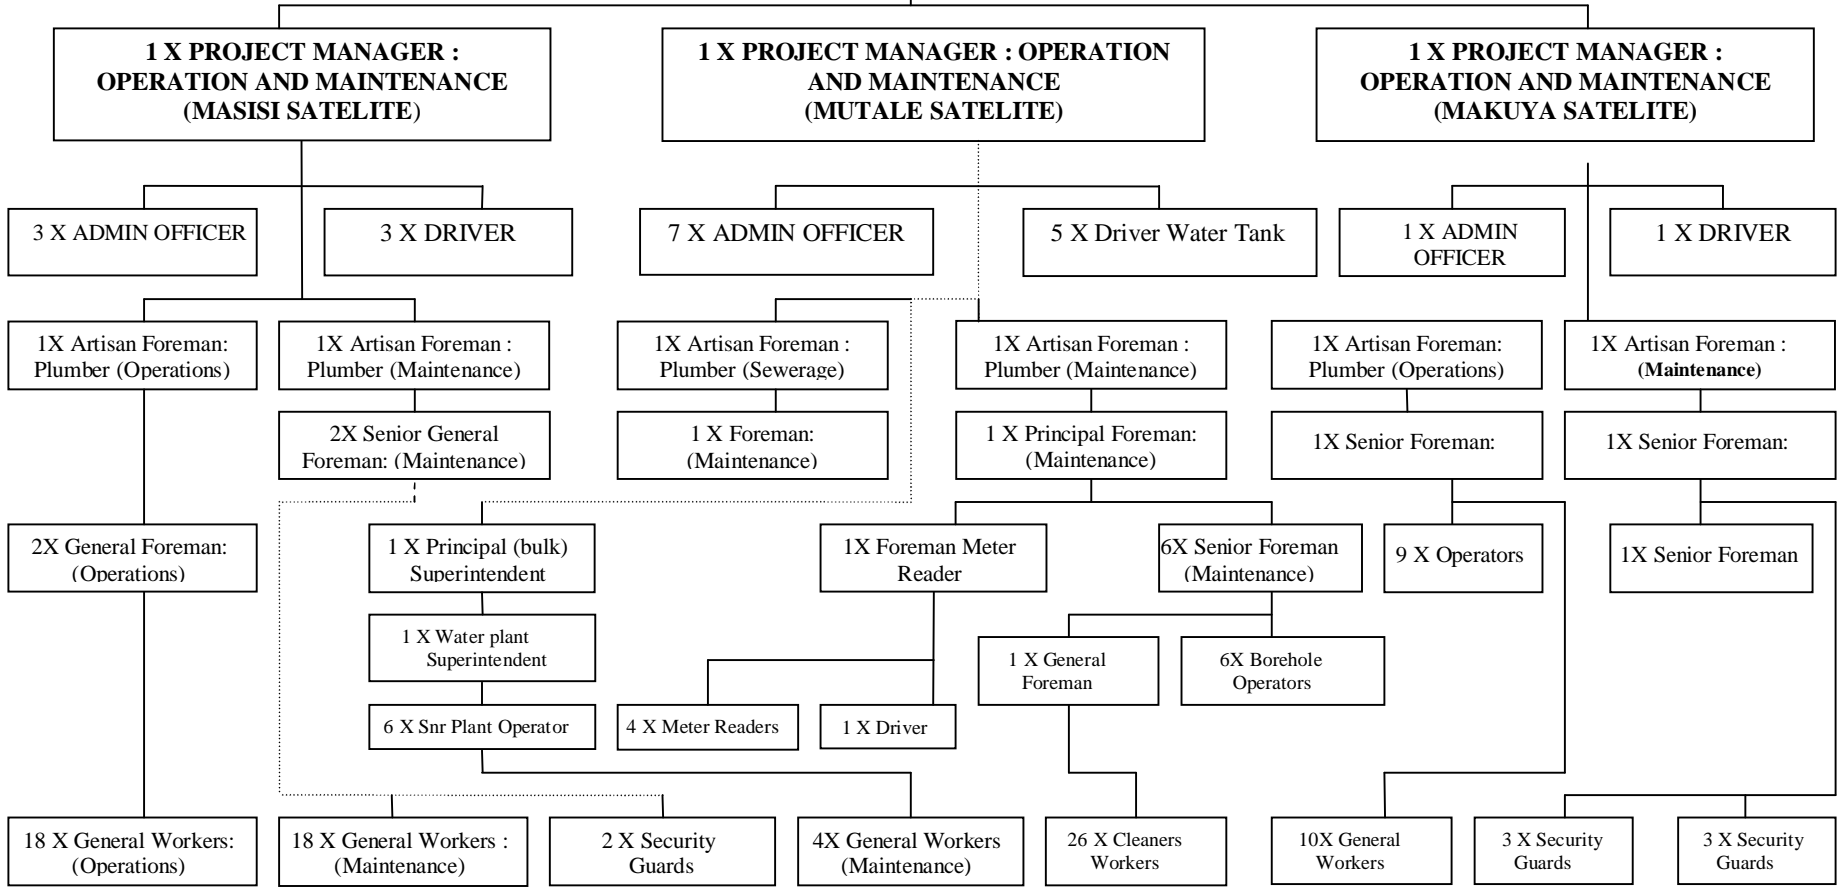 1 X PROJECT MANAGER :
OPERATION AND MAINTENANCE
(MASISI SATELITE)
1 X PROJECT MANAGER : OPERATION
AND MAINTENANCE
(MUTALE SATELITE)
1 X PROJECT MANAGER :
OPERATION AND MAINTENANCE
(MAKUYA SATELITE)
3 X ADMIN OFFICER
3 X DRIVER
7 X ADMIN OFFICER
5 X Driver Water Tank
1 X ADMIN
OFFICER
1 X DRIVER
1X Artisan Foreman:
Plumber (Operations)
1X Artisan Foreman :
Plumber (Maintenance)
1X Artisan Foreman :
Plumber (Sewerage)
1X Artisan Foreman :
Plumber (Maintenance)
1X Artisan Foreman:
Plumber (Operations)
1X Artisan Foreman :
(Maintenance)
2X Senior General
Foreman: (Maintenance)
1 X Foreman:
(Maintenance)
1 X Principal Foreman:
(Maintenance)
1X Senior Foreman:
1X Senior Foreman:
2X General Foreman:
(Operations)
1 X Principal (bulk)
Superintendent
1X Foreman Meter
Reader
6X Senior Foreman
(Maintenance)
9 X Operators
1X Senior Foreman
1 X Water plant
Superintendent
1 X General
Foreman
6X Borehole
Operators
6 X Snr Plant Operator
4 X Meter Readers
1 X Driver
18 X General Workers:
(Operations)
18 X General Workers :
(Maintenance)
2 X Security
Guards
4X General Workers
(Maintenance)
26 X Cleaners
Workers
10X General
Workers
3 X Security
Guards
3 X Security
Guards